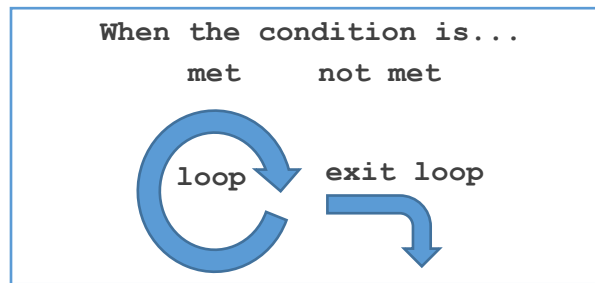 When the condition is...
met not met
loop exit loop